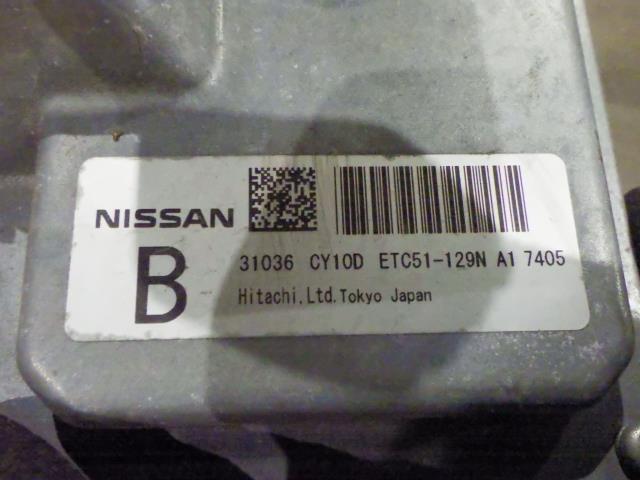 NISSAN
B
31036 CY10D ETC51-129N A1 7405
Hitachi,Ltd.Tokyo Japan